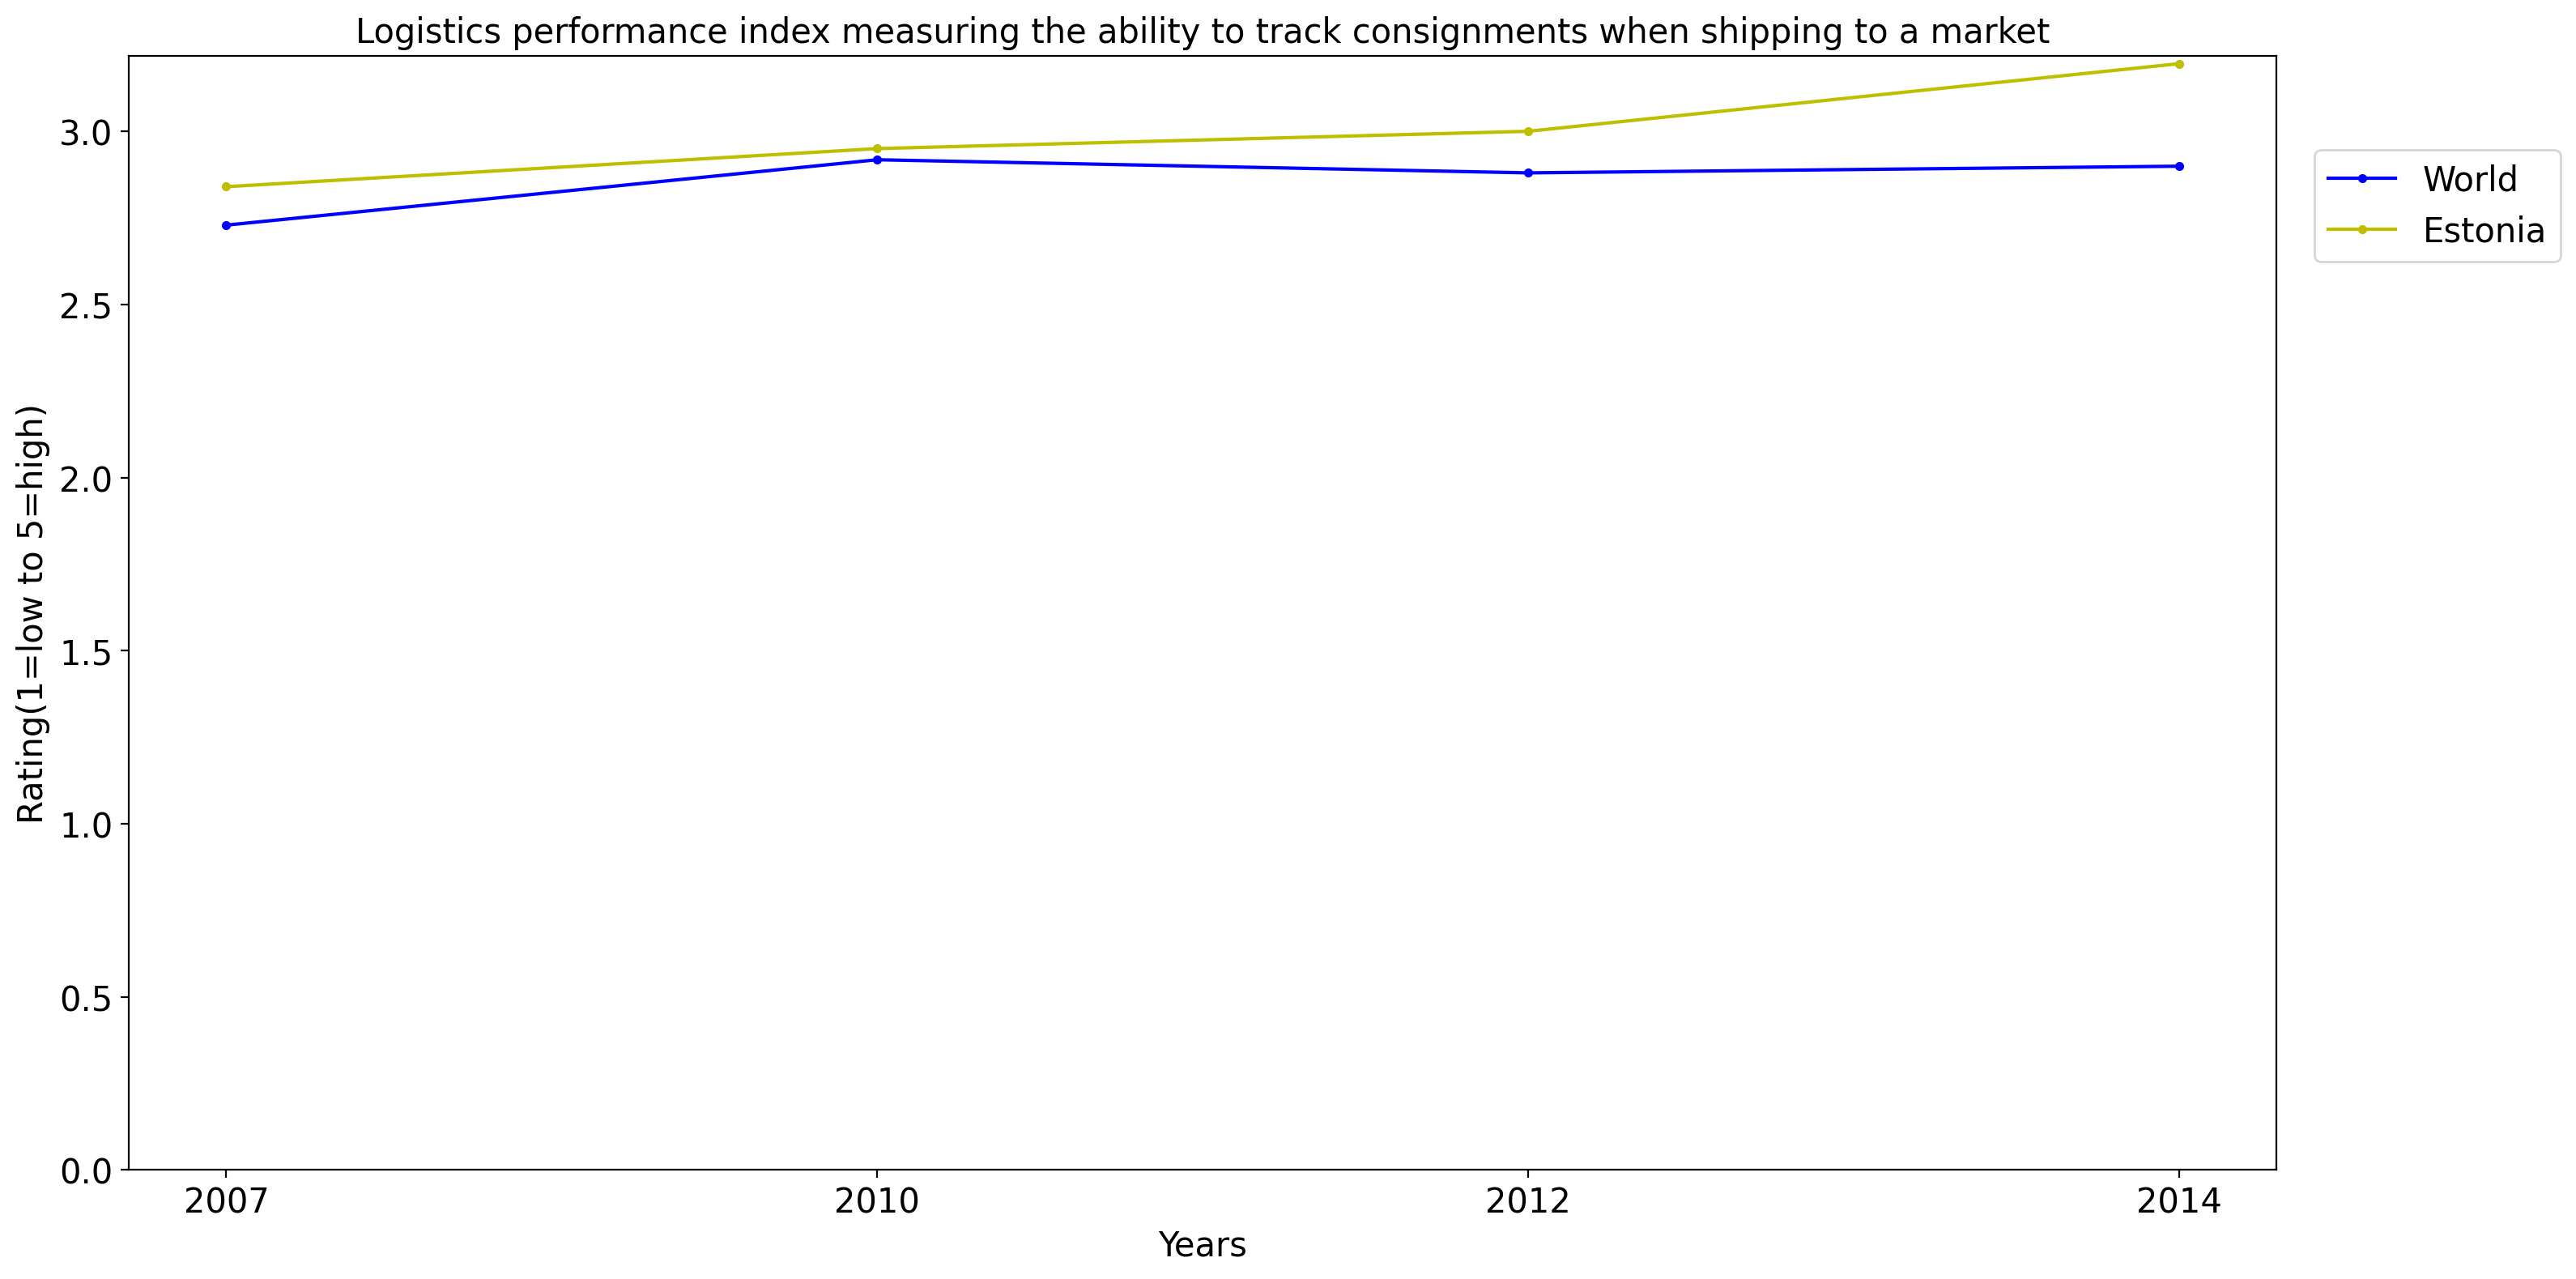 Logistics performance index measuring the ability to track consignments when shipping to a market
Rating(1=low to 5=high)
3.0
2.5
2.0
1.5
1.0
0.5
0.0
2007
2010
2012
2014
Years
World
Estonia